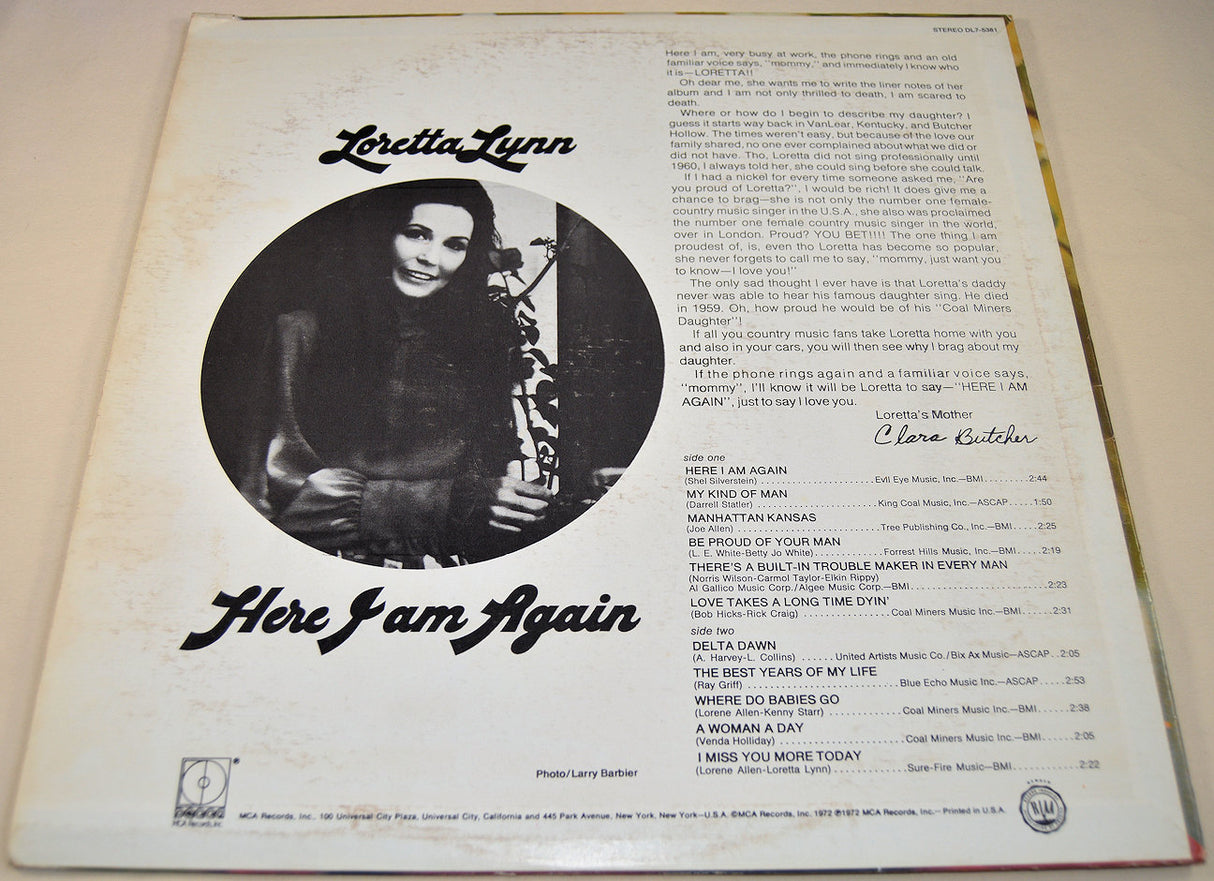 STEREO DL7-5381
Here I am, very busy at work, the phone rings and an old
familiar voice says, "mommy," and immediately I know who
it is—LORETTA!!
Oh dear me, she wants me to write the liner notes of her
album and I am not only thrilled to death, I am scared to
death.
Where or how do I begin to describe my daughter? I
guess it starts way back in VanLear, Kentucky, and Butcher
Hollow. The times weren't easy, but because of the love our
family shared, no one ever complained about what we did or
did not have. Tho, Loretta did not sing professionally until
1960, I always told her, she could sing before she could talk.
If I had a nickel for every time someone asked me, "Are
you proud of Loretta?", I would be rich! It does give me a
chance to brag—she is not only the number one female-
country music singer in the U.S.A., she also was proclaimed
the number one female country music singer in the world,
over in London. Proud? YOU BET!!!! The one thing I am
proudest of, is, even tho Loretta has become so popular,
she never forgets to call me to say, "mommy, just want you
to know—I love you!"
The only sad thought I ever have is that Loretta's daddy
never was able to hear his famous daughter sing. He died
in 1959. Oh, how proud he would be of his "Coal Miners
Daughter"!
If all you country music fans take Loretta home with you
and also in your cars, you will then see why I brag about my
daughter.
If the phone rings again and a familiar voice says,
"mommy", I'll know it will be Loretta to say—"HERE I AM
AGAIN", just to say I love you.
Loretta's Mother
Clara Butcher
Loretta Lynn
Here I am Again
side one
HERE I AM AGAIN
(Shel Silverstein) . . . . . . . . . . . . . . . . . . . . . Evil Eye Music, Inc.—BMI . . . . . . . . . 2:44
MY KIND OF MAN
(Darrell Statler) . . . . . . . . . . . . . . . . . . . . . . King Coal Music, Inc.—ASCAP . . . . 1:50
MANHATTAN KANSAS
(Joe Allen) . . . . . . . . . . . . . . . . . . . . . . . . . . Tree Publishing Co., Inc.—BMI . . . . . 2:25
BE PROUD OF YOUR MAN
(L. E. White-Betty Jo White) . . . . . . . . . . . . . Forrest Hills Music, Inc.—BMI . . . . . 2:19
THERE'S A BUILT-IN TROUBLE MAKER IN EVERY MAN
(Norris Wilson-Carmol Taylor-Elkin Rippy)
Al Gallico Music Corp./Algee Music Corp.—BMI . . . . . . . . . . . . . . . . . . . . . . . . . 2:23
LOVE TAKES A LONG TIME DYIN'
(Bob Hicks-Rick Craig) . . . . . . . . . . . . . . . . . Coal Miners Music Inc.—BMI . . . . . . 2:31
side two
DELTA DAWN
(A. Harvey-L. Collins) . . . . . . United Artists Music Co./Bix Ax Music—ASCAP . . 2:05
THE BEST YEARS OF MY LIFE
(Ray Griff) . . . . . . . . . . . . . . . . . . . . . . . . . . . . Blue Echo Music Inc.—ASCAP . . . . . 2:53
WHERE DO BABIES GO
(Lorene Allen-Kenny Starr) . . . . . . . . . . . . . Coal Miners Music Inc.—BMI . . . . . . 2:38
A WOMAN A DAY
(Venda Holliday) . . . . . . . . . . . . . . . . . . . . . . . Coal Miners Music Inc.—BMI . . . . . . 2:05
I MISS YOU MORE TODAY
(Lorene Allen-Loretta Lynn) . . . . . . . . . . . . . Sure-Fire Music—BMI . . . . . . . . . . . . 2:22
Photo/Larry Barbier
®
MCA Records, Inc.
MCA Records, Inc., 100 Universal City Plaza, Universal City, California and 445 Park Avenue, New York, New York—U.S.A. ©MCA Records, Inc. 1972 ℗1972 MCA Records, Inc.— Printed in U.S.A.